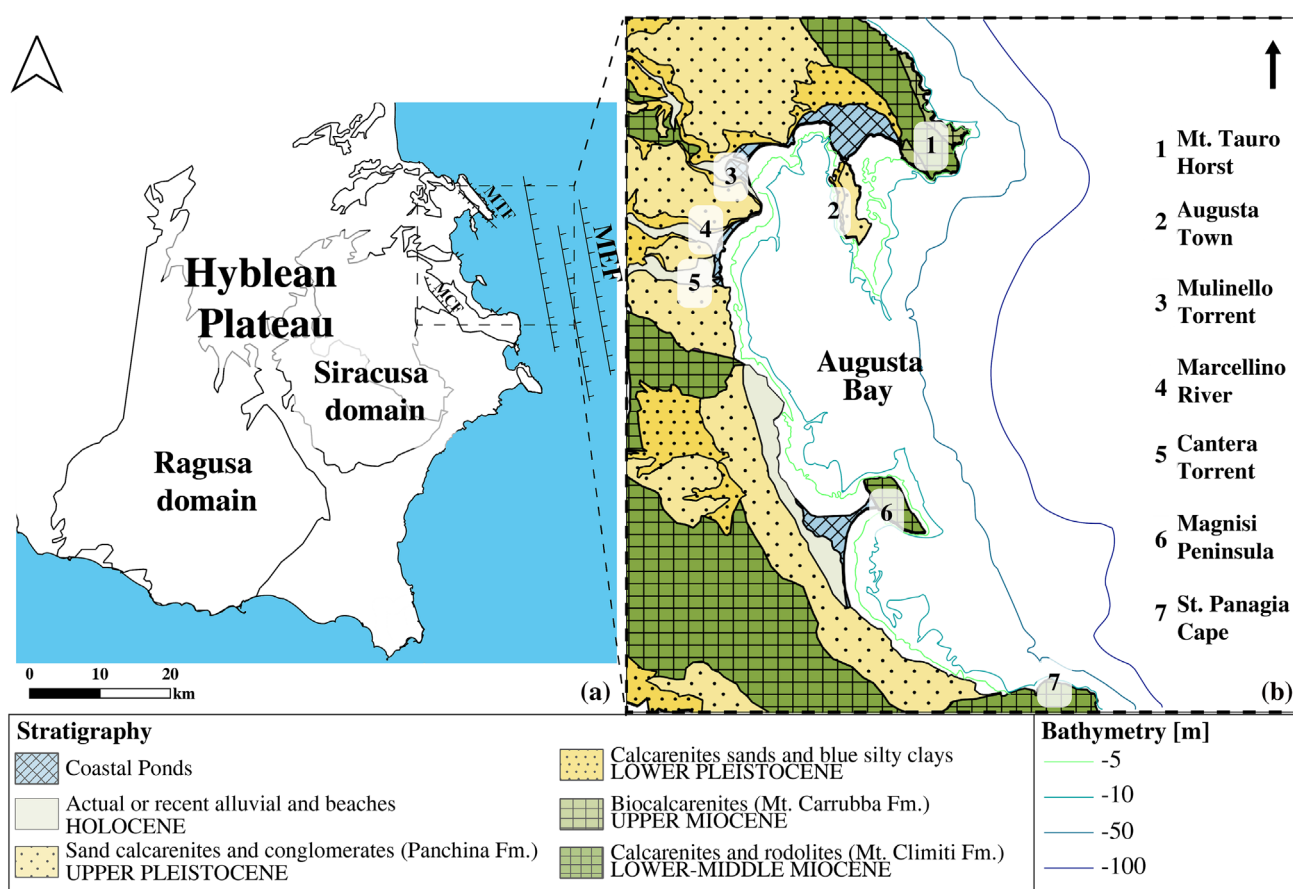 MTF
MEF
MCF
Hyblean
Plateau
Siracusa
domain
Ragusa
domain
0 10 20
km
(a)
1
2
3
4
5
6
7
Augusta
Bay
(b)
1 Mt. Tauro
Horst
2 Augusta
Town
3 Mulinello
Torrent
4 Marcellino
River
5 Cantera
Torrent
6 Magnisi
Peninsula
7 St. Panagia
Cape
Stratigraphy
Coastal Ponds
Actual or recent alluvial and beaches
HOLOCENE
Sand calcarenites and conglomerates (Panchina Fm.)
UPPER PLEISTOCENE
Calcarenites sands and blue silty clays
LOWER PLEISTOCENE
Biocalcarenites (Mt. Carrubba Fm.)
UPPER MIOCENE
Calcarenites and rodolites (Mt. Climiti Fm.)
LOWER-MIDDLE MIOCENE
Bathymetry [m]
-5
-10
-50
-100